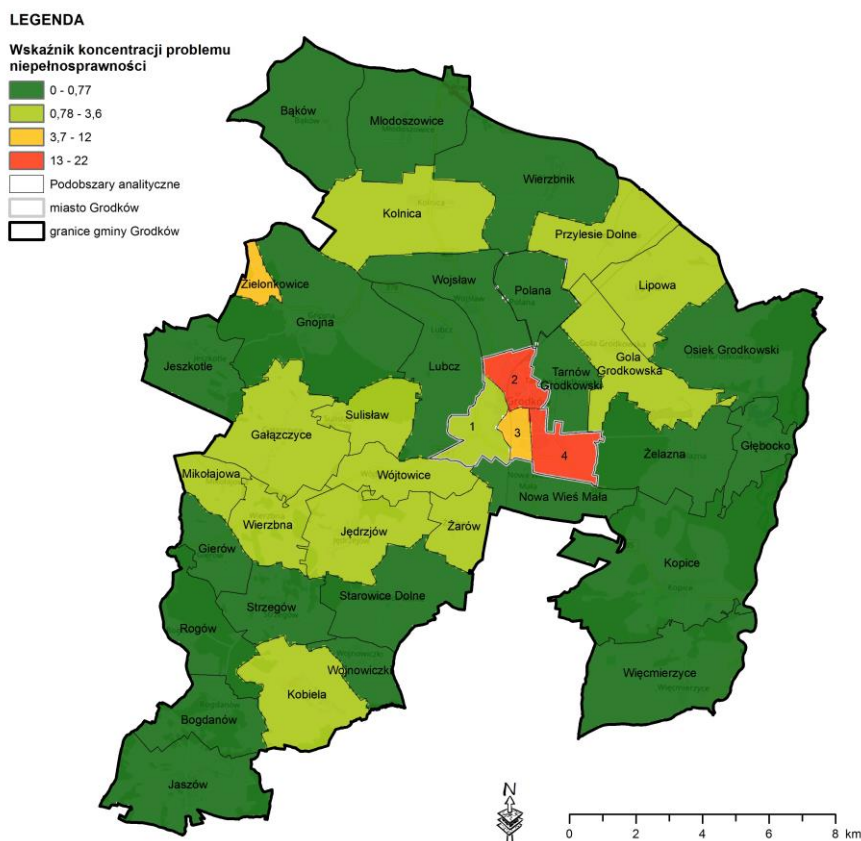 LEGENDA
Wskaźnik koncentracji problemu
niepełnosprawności
0 - 0,77
0,78 - 3,6
3,7 - 12
13 - 22
Podobszary analityczne
miasto Grodków
granice gminy Grodków
Bąków
Młodoszowice
Wierzbnik
Kolnica
Przylesie Dolne
Zielonkowice
Wojsław
Polana
Lipowa
Gnojna
Jeszkotle
Lubcz
Tarnów
Grodkowski
Gola
Grodkowska
Osiek Grodkowski
2
Sulisław
1
3
4
Gałązczyce
Żelazna
Głębocko
Mikołajowa
Wójtowice
Nowa Wieś Mała
Wierzbna
Jędrzjów
Żarów
Gierów
Kopice
Strzegów
Starowice Dolne
Rogów
Wojnowiczki
Kobiela
Więcmierzyce
Bogdanów
Jaszów
N
0 2 4 6 8 km